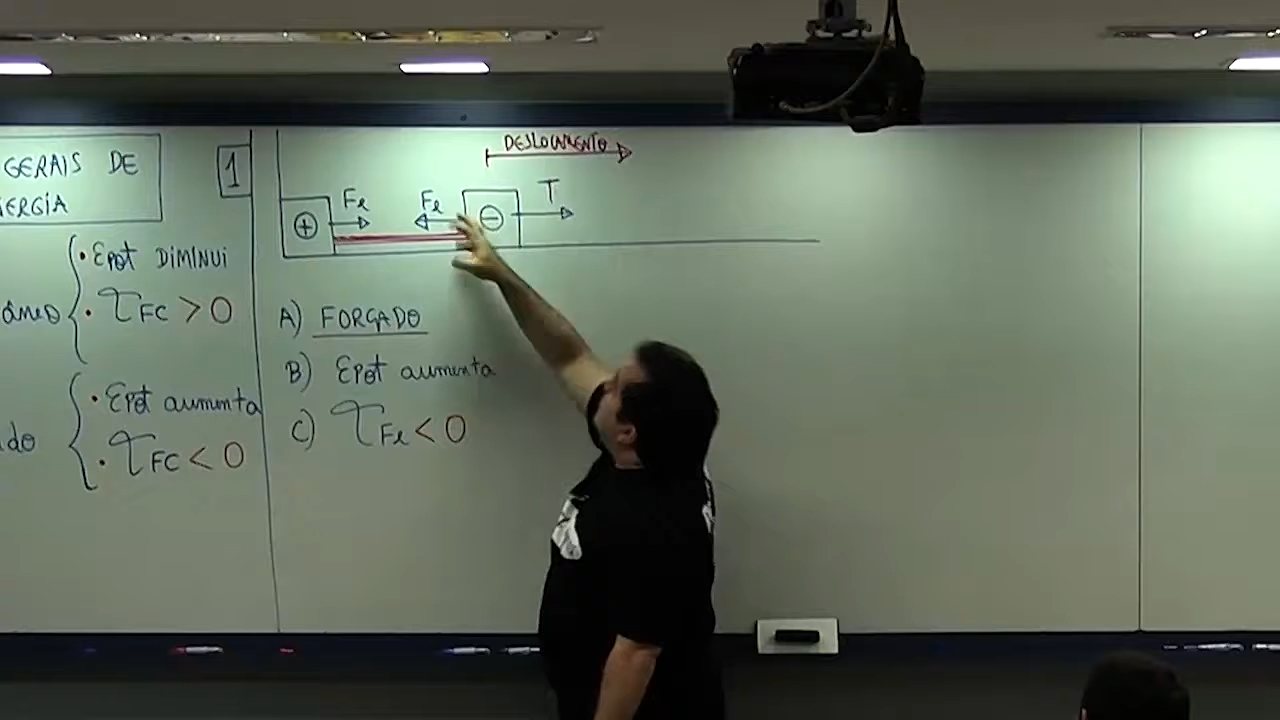 GERAIS DE
• Epot DIMINUI
• τFC > 0
• Epot aumenta
• τFC < 0
1
DESLOCAMENTO
Fe Fe T
+ −
A) FORÇADO
B) Epot aumenta
C) τFe < 0